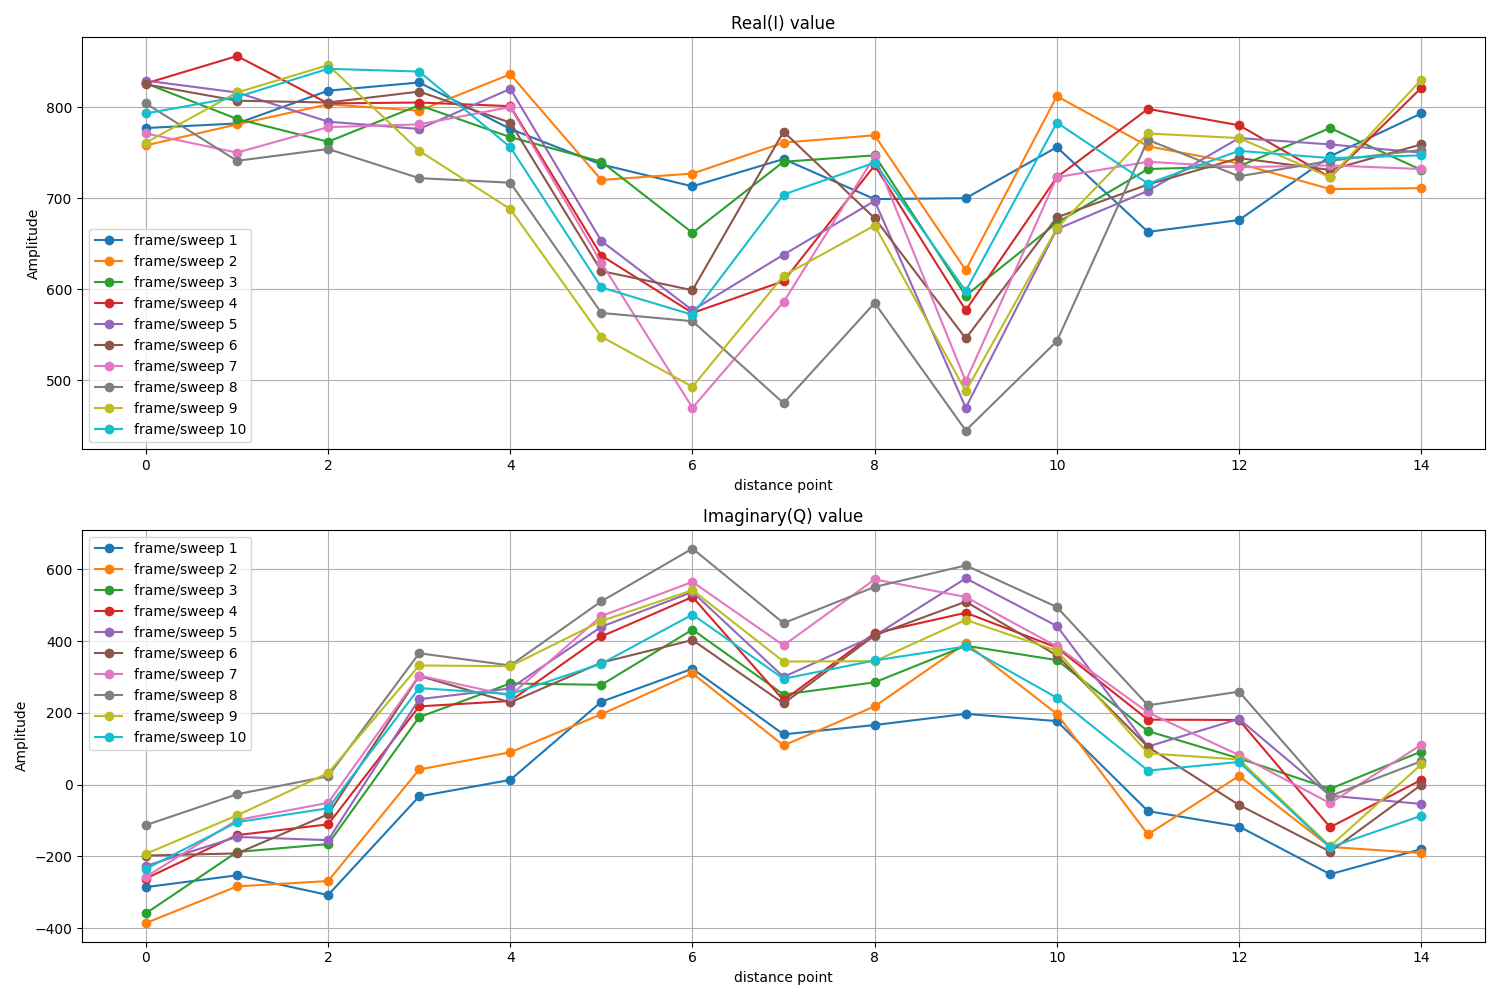 Real(I) value
800
700
600
500
Amplitude
frame/sweep 1
frame/sweep 2
frame/sweep 3
frame/sweep 4
frame/sweep 5
frame/sweep 6
frame/sweep 7
frame/sweep 8
frame/sweep 9
frame/sweep 10
0 2 4 6 8 10 12 14
distance point
Imaginary(Q) value
600
400
200
0
−200
−400
Amplitude
frame/sweep 1
frame/sweep 2
frame/sweep 3
frame/sweep 4
frame/sweep 5
frame/sweep 6
frame/sweep 7
frame/sweep 8
frame/sweep 9
frame/sweep 10
0 2 4 6 8 10 12 14
distance point